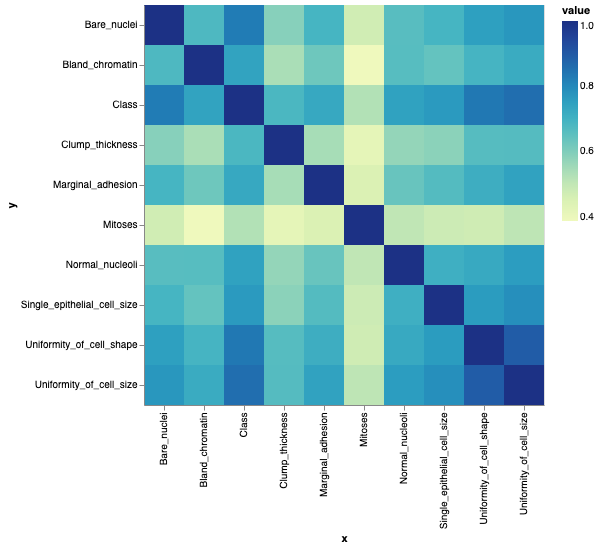 value
1.0
0.8
0.6
0.4
y
Bare_nuclei
Bland_chromatin
Class
Clump_thickness
Marginal_adhesion
Mitoses
Normal_nucleoli
Single_epithelial_cell_size
Uniformity_of_cell_shape
Uniformity_of_cell_size
Bare_nuclei
Bland_chromatin
Class
Clump_thickness
Marginal_adhesion
Mitoses
Normal_nucleoli
Single_epithelial_cell_size
Uniformity_of_cell_shape
Uniformity_of_cell_size
x